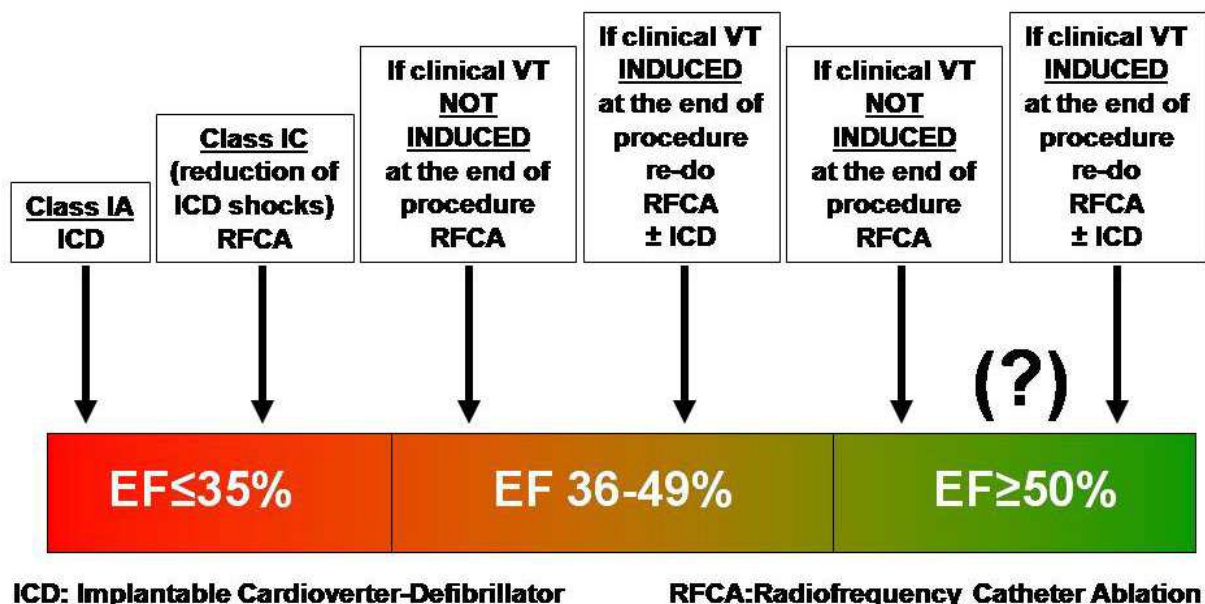 Class IA
ICD
Class IC
(reduction of
ICD shocks)
RFCA
If clinical VT
NOT
INDUCED
at the end of
procedure
RFCA
If clinical VT
INDUCED
at the end of
procedure
re-do
RFCA
± ICD
If clinical VT
NOT
INDUCED
at the end of
procedure
RFCA
If clinical VT
INDUCED
at the end of
procedure
re-do
RFCA
± ICD
(?)
EF≤35%
EF 36-49%
EF≥50%
ICD: Implantable Cardioverter-Defibrillator
RFCA:Radiofrequency Catheter Ablation